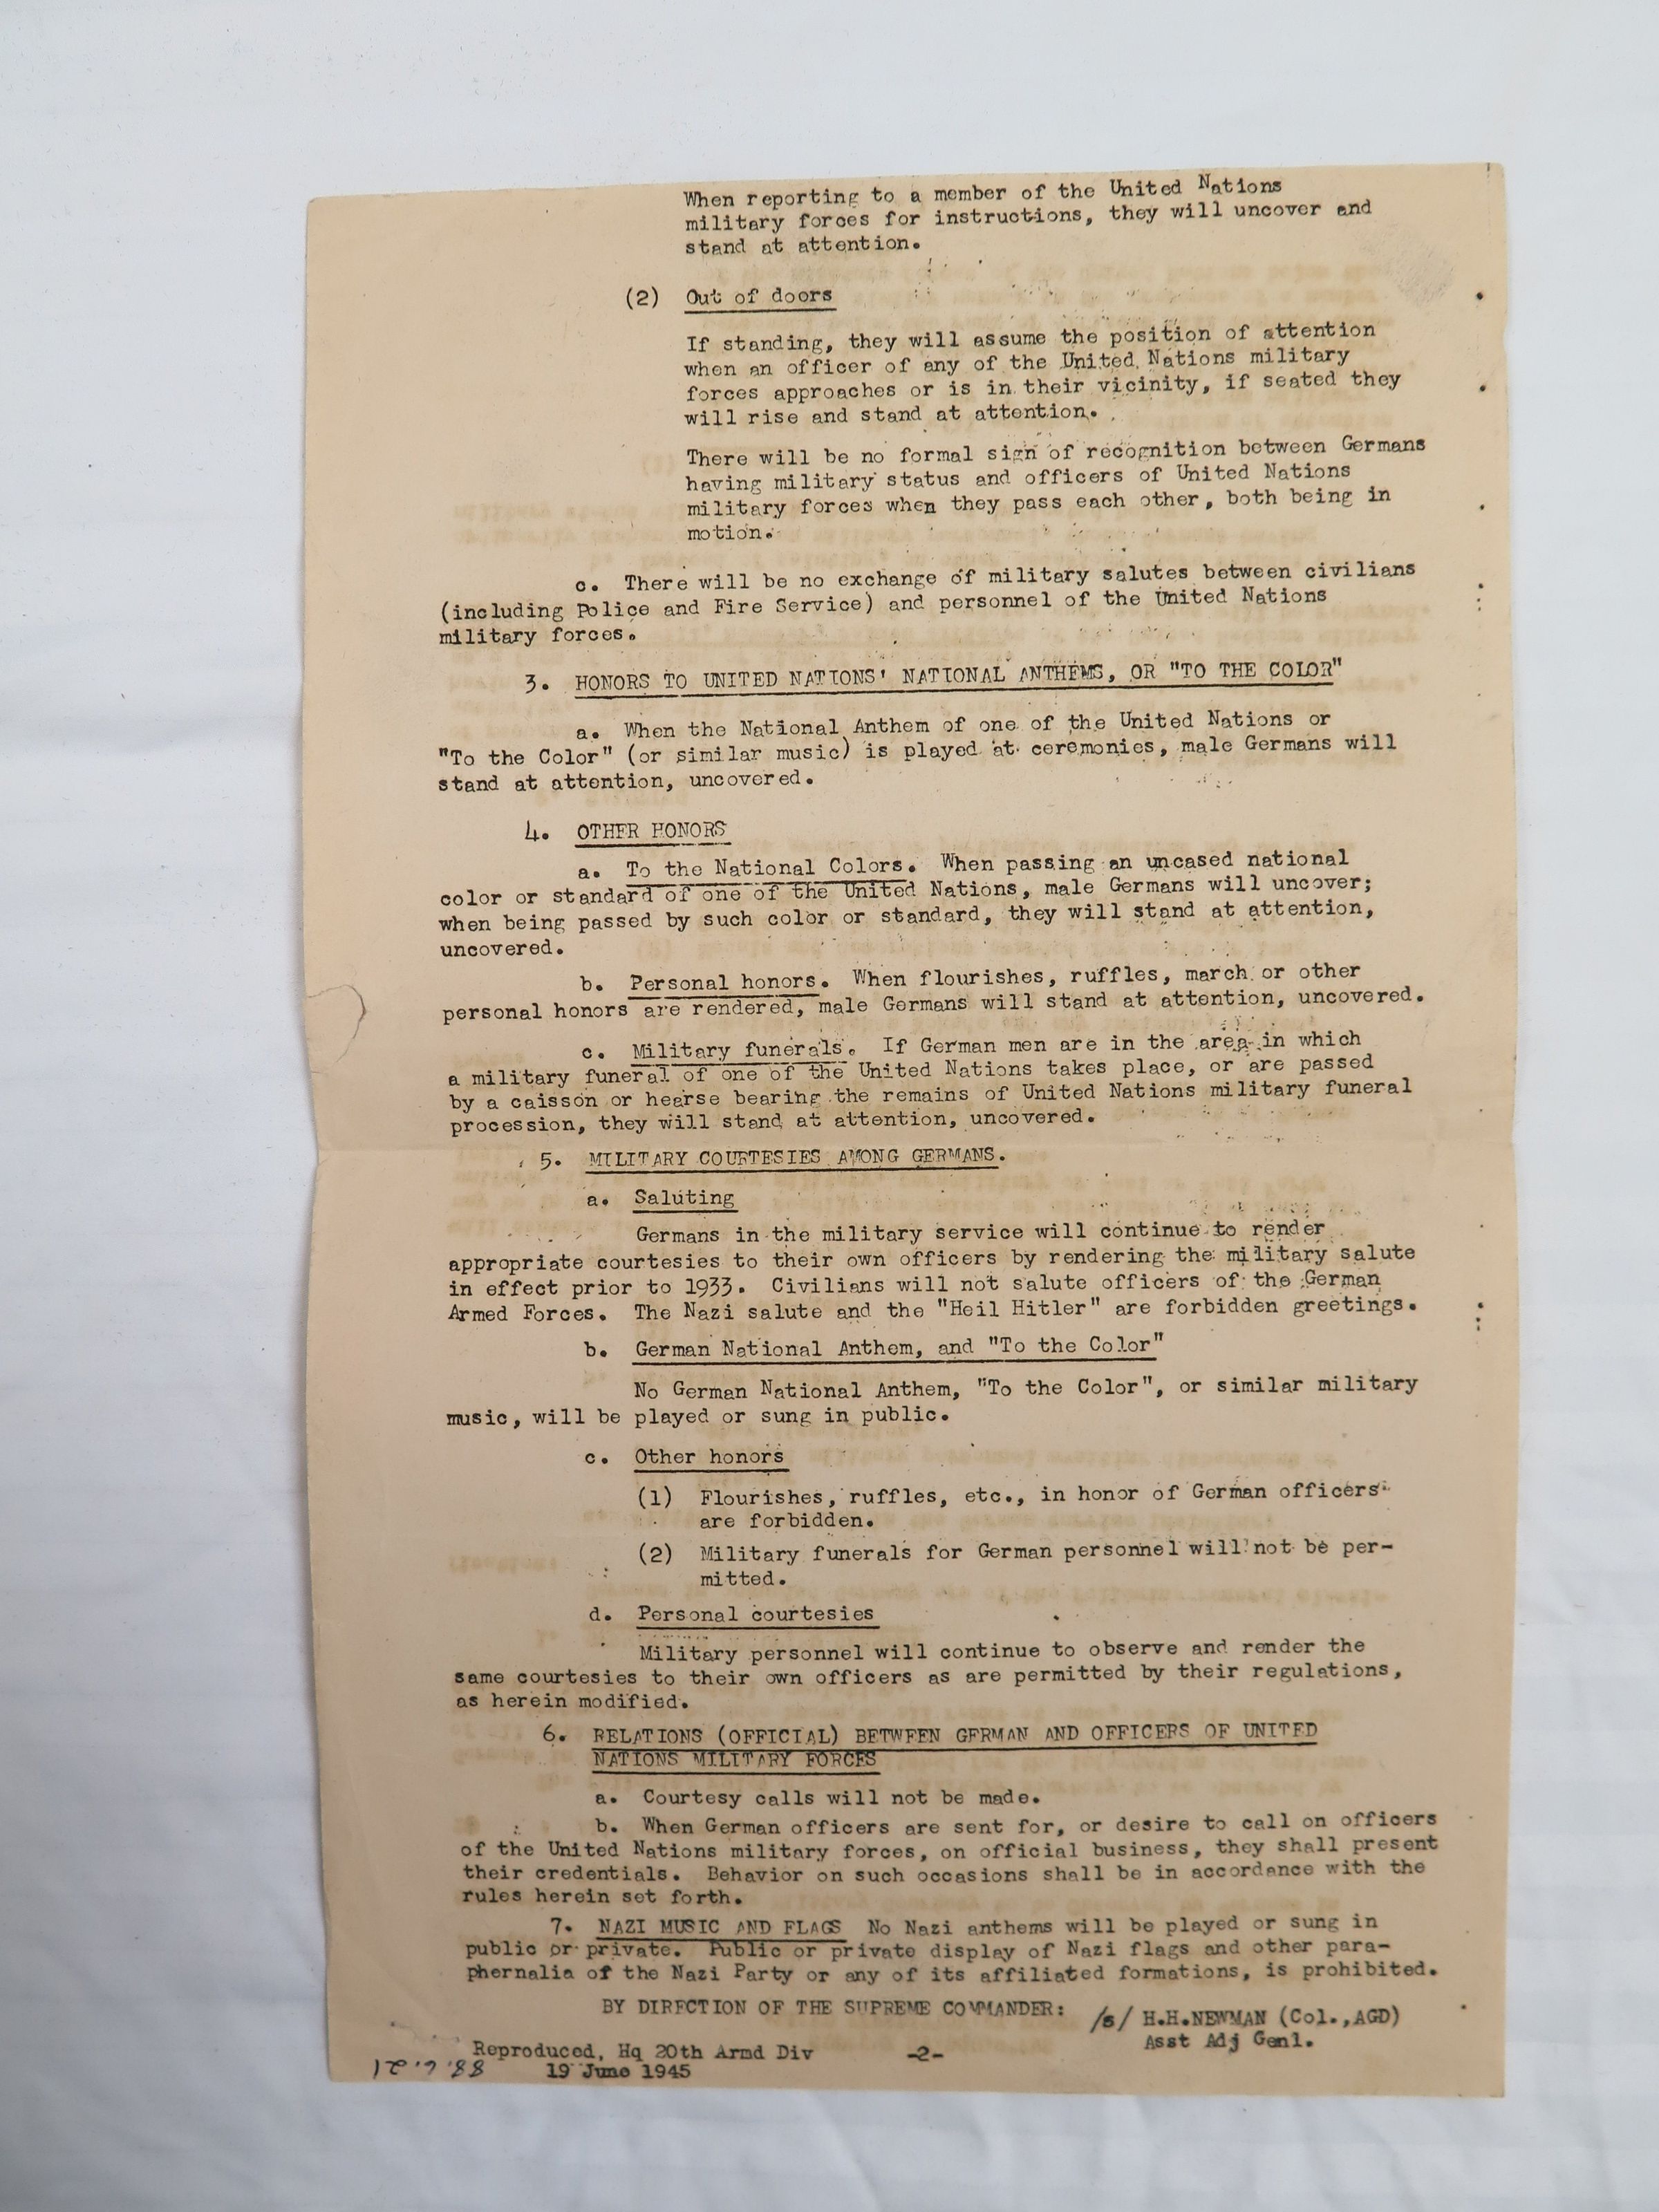 When reporting to a member of the United Nations
military forces for instructions, they will uncover and
stand at attention.
(2) Out of doors
If standing, they will assume the position of attention
when an officer of any of the United Nations military
forces approaches or is in their vicinity, if seated they
will rise and stand at attention.
There will be no formal sign of recognition between Germans
having military status and officers of United Nations
military forces when they pass each other, both being in
motion.
c. There will be no exchange of military salutes between civilians
(including Police and Fire Service) and personnel of the United Nations
military forces.
3. HONORS TO UNITED NATIONS' NATIONAL ANTHEMS, OR "TO THE COLOR"
a. When the National Anthem of one of the United Nations or
"To the Color" (or similar music) is played at ceremonies, male Germans will
stand at attention, uncovered.
4. OTHER HONORS
a. To the National Colors. When passing an uncased national
color or standard of one of the United Nations, male Germans will uncover;
when being passed by such color or standard, they will stand at attention,
uncovered.
b. Personal honors. When flourishes, ruffles, march or other
personal honors are rendered, male Germans will stand at attention, uncovered.
c. Military funerals. If German men are in the area in which
a military funeral of one of the United Nations takes place, or are passed
by a caisson or hearse bearing the remains of United Nations military funeral
procession, they will stand at attention, uncovered.
5. MILITARY COURTESIES AMONG GERMANS.
a. Saluting
Germans in the military service will continue to render
appropriate courtesies to their own officers by rendering the military salute
in effect prior to 1933. Civilians will not salute officers of the German
Armed Forces. The Nazi salute and the "Heil Hitler" are forbidden greetings.
b. German National Anthem, and "To the Color"
No German National Anthem, "To the Color", or similar military
music, will be played or sung in public.
c. Other honors
(1) Flourishes, ruffles, etc., in honor of German officers
are forbidden.
(2) Military funerals for German personnel will not be per-
mitted.
d. Personal courtesies
Military personnel will continue to observe and render the
same courtesies to their own officers as are permitted by their regulations,
as herein modified.
6. RELATIONS (OFFICIAL) BETWEEN GERMAN AND OFFICERS OF UNITED
NATIONS MILITARY FORCES
a. Courtesy calls will not be made.
b. When German officers are sent for, or desire to call on officers
of the United Nations military forces, on official business, they shall present
their credentials. Behavior on such occasions shall be in accordance with the
rules herein set forth.
7. NAZI MUSIC AND FLAGS No Nazi anthems will be played or sung in
public or private. Public or private display of Nazi flags and other para-
phernalia of the Nazi Party or any of its affiliated formations, is prohibited.
BY DIRECTION OF THE SUPREME COMMANDER:
/s/ H.H.NEWMAN (Col.,AGD)
Asst Adj Genl.
Reproduced, Hq 20th Armd Div
-2-
19 June 1945